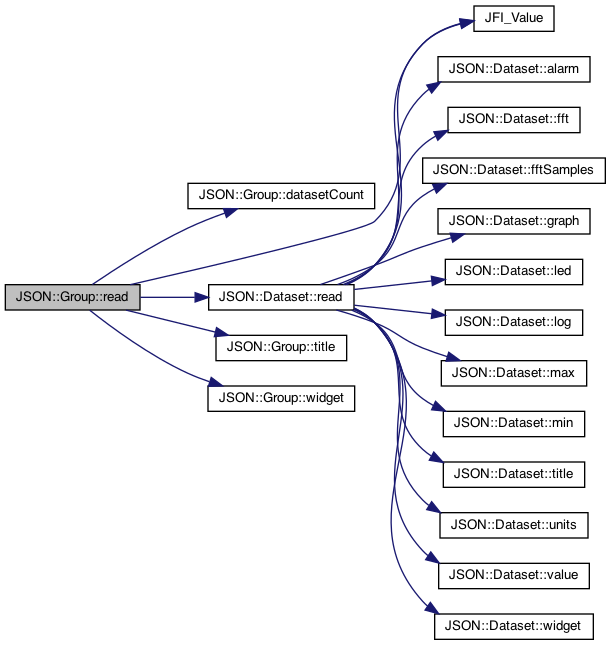 JSON::Group::read
JSON::Group::datasetCount
JSON::Dataset::read
JSON::Group::title
JSON::Group::widget
JFI_Value
JSON::Dataset::alarm
JSON::Dataset::fft
JSON::Dataset::fftSamples
JSON::Dataset::graph
JSON::Dataset::led
JSON::Dataset::log
JSON::Dataset::max
JSON::Dataset::min
JSON::Dataset::title
JSON::Dataset::units
JSON::Dataset::value
JSON::Dataset::widget